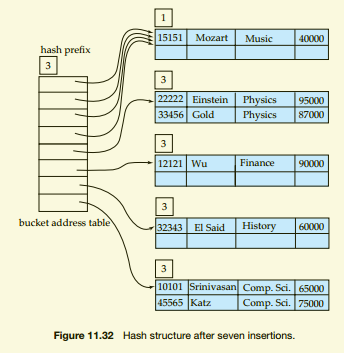 hash prefix
3
bucket address table
1
15151 Mozart Music 40000
3
22222 Einstein Physics 95000
33456 Gold Physics 87000
3
12121 Wu Finance 90000
3
32343 El Said History 60000
3
10101 Srinivasan Comp. Sci. 65000
45565 Katz Comp. Sci. 75000
Figure 11.32 Hash structure after seven insertions.